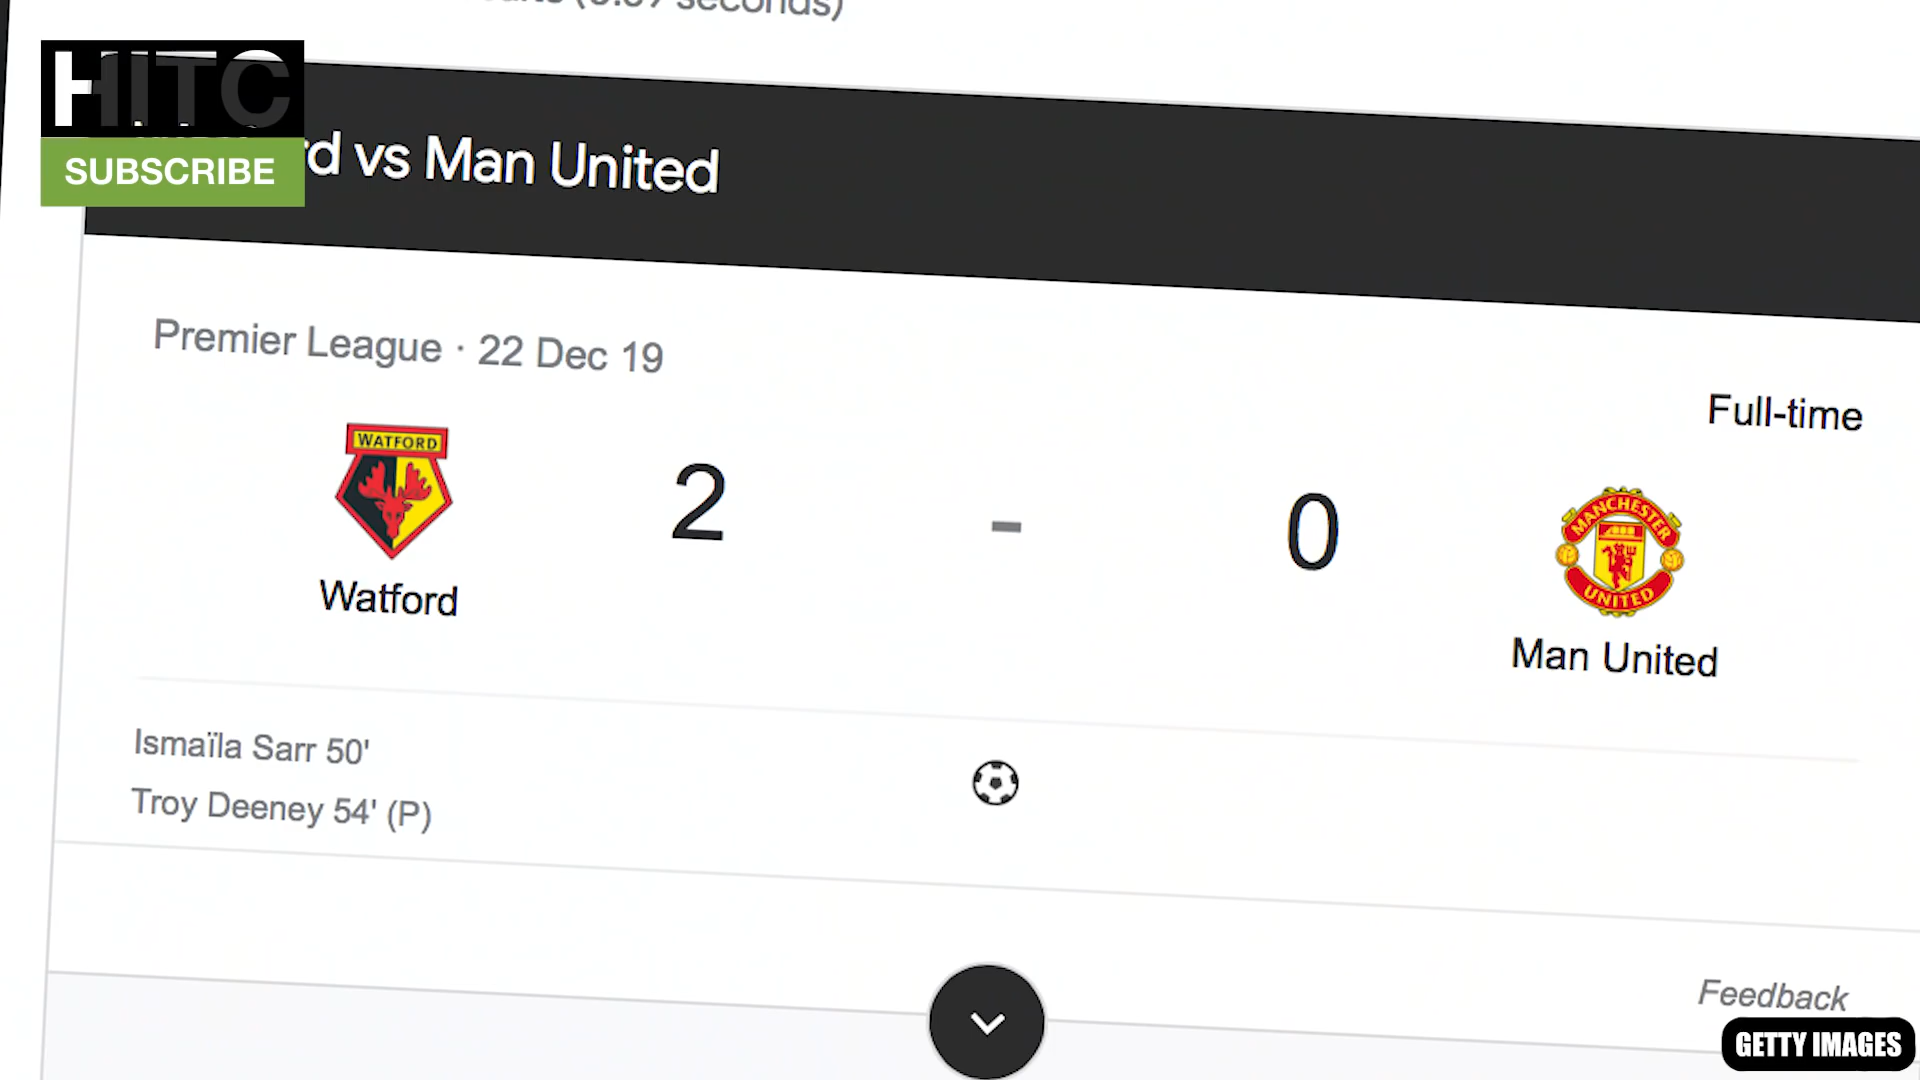 seconds)
HITC
SUBSCRIBE
vs Man United
Premier League · 22 Dec 19
Full-time
WATFORD
2 - 0
MANCHESTER
UNITED
Watford
Man United
Ismaïla Sarr 50'
Troy Deeney 54' (P)
Feedback
GETTY IMAGES